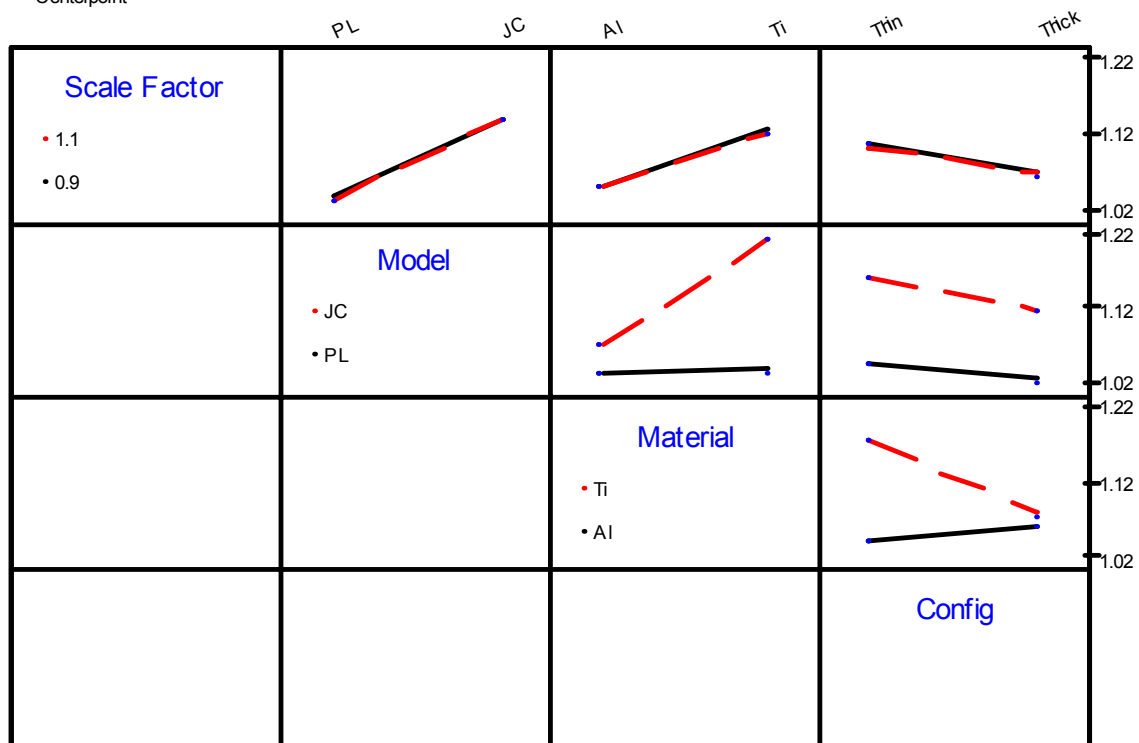 PL JC Al Ti Thin Thick
Scale Factor
1.1
0.9
1.22
1.12
1.02
Model
JC
PL
1.22
1.12
1.02
Material
Ti
Al
1.22
1.12
1.02
Config